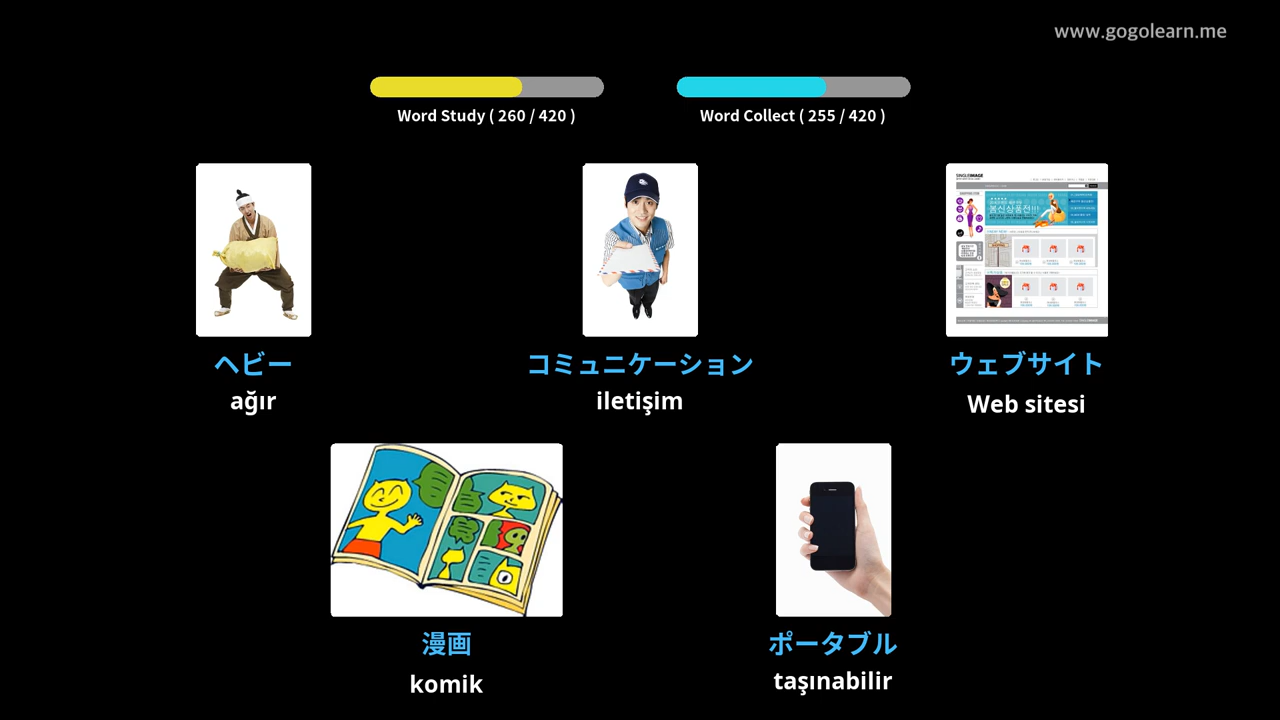 www.gogolearn.me
Word Study ( 260 / 420 )
Word Collect ( 255 / 420 )
ヘビー
ağır
コミュニケーション
iletişim
ウェブサイト
Web sitesi
漫画
komik
ポータブル
taşınabilir